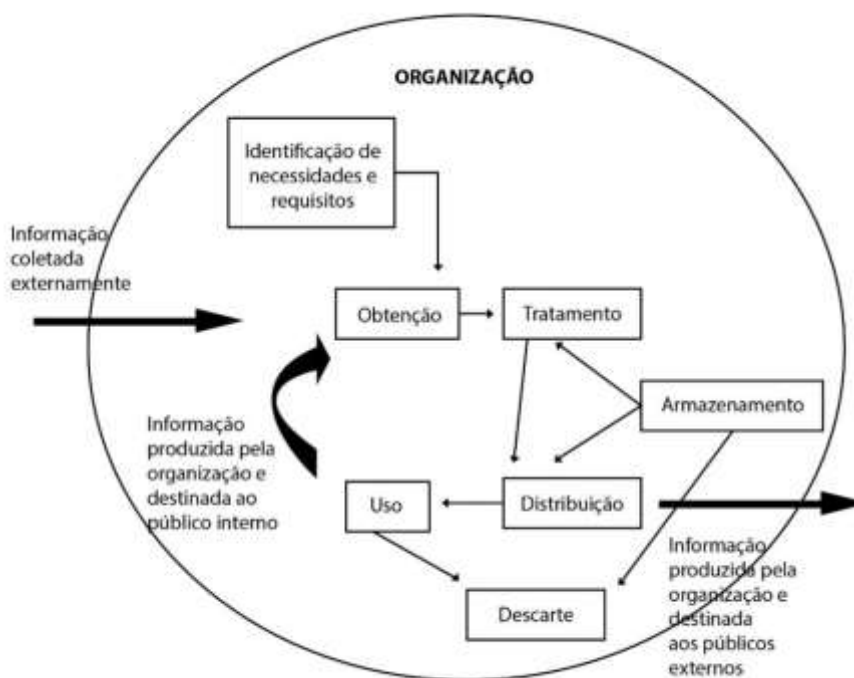 ORGANIZAÇÃO
Identificação de
necessidades e
requisitos
Informação
coletada
externamente
Obtenção
Tratamento
Armazenamento
Informação
produzida pela
organização e
destinada ao
público interno
Uso
Distribuição
Informação
produzida pela
organização e
destinada
aos públicos
externos
Descarte